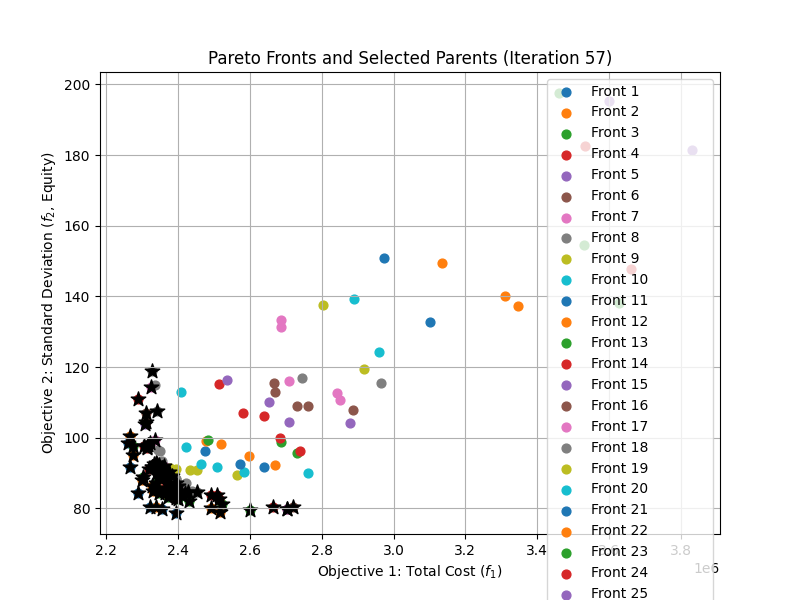 Pareto Fronts and Selected Parents (Iteration 57)
Objective 2: Standard Deviation (f₂, Equity)
200
180
160
140
120
100
80
2.2
2.4
2.6
2.8
3.0
3.2
3.4
3.6
3.8
1e6
Objective 1: Total Cost (f₁)
Front 1
Front 2
Front 3
Front 4
Front 5
Front 6
Front 7
Front 8
Front 9
Front 10
Front 11
Front 12
Front 13
Front 14
Front 15
Front 16
Front 17
Front 18
Front 19
Front 20
Front 21
Front 22
Front 23
Front 24
Front 25